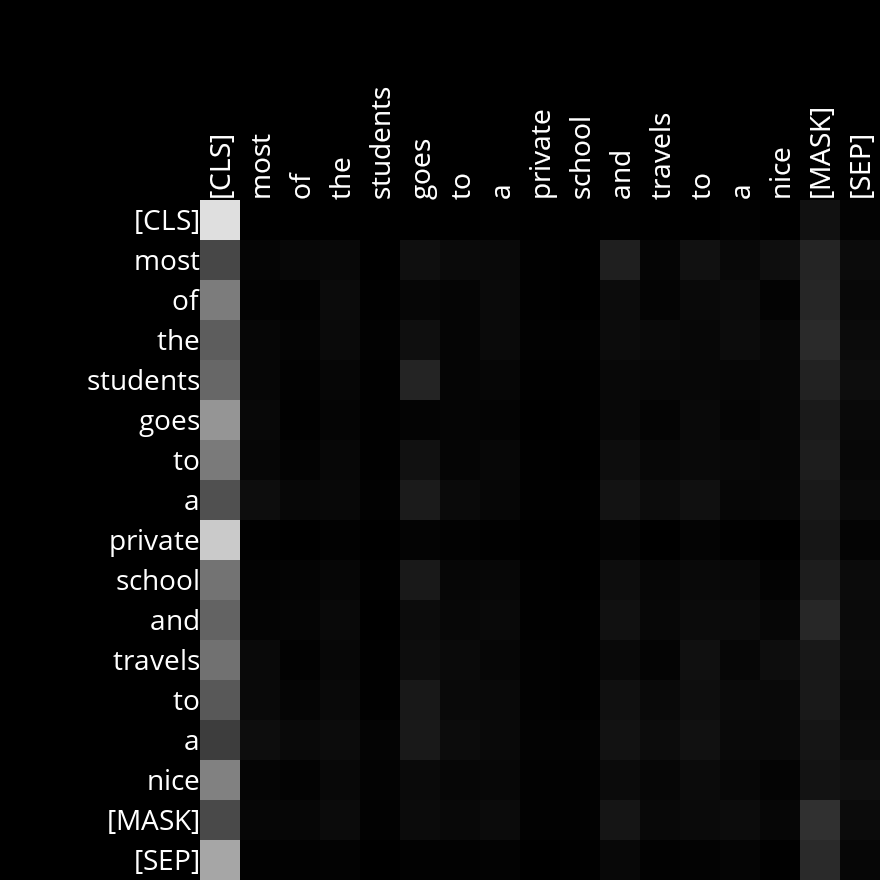 [CLS] most of the students goes to a private school and travels to a nice [MASK] [SEP]
[CLS]
most
of
the
students
goes
to
a
private
school
and
travels
to
a
nice
[MASK]
[SEP]